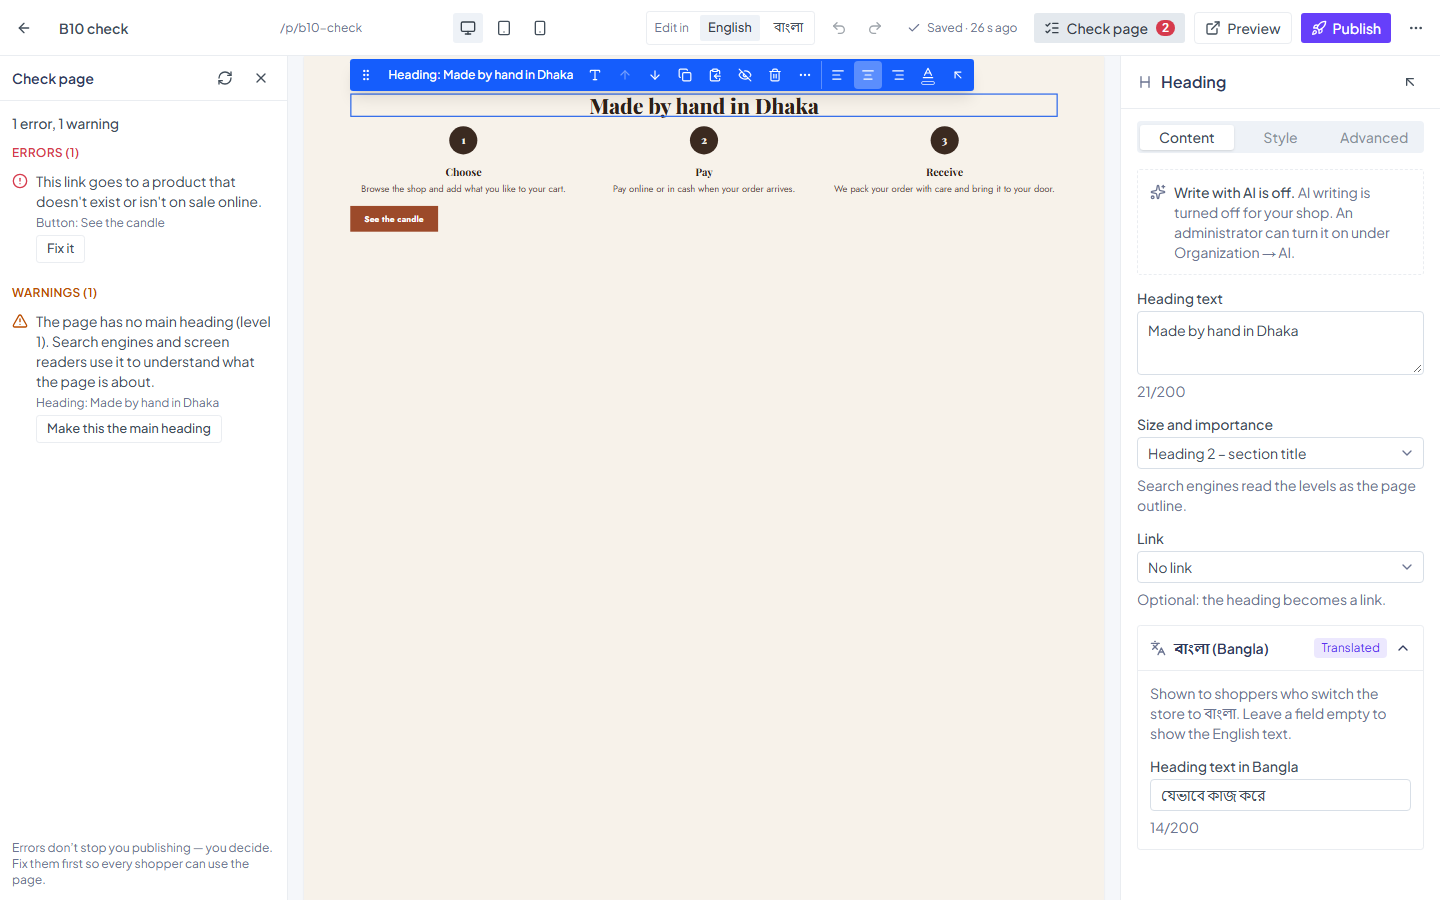 B10 check
/p/b10-check
Edit in English বাংলা
Saved · 26 s ago
Check page 2
Preview
Publish
Check page
1 error, 1 warning
ERRORS (1)
This link goes to a product that
doesn't exist or isn't on sale online.
Button: See the candle
Fix it
WARNINGS (1)
The page has no main heading (level
1). Search engines and screen
readers use it to understand what
the page is about.
Heading: Made by hand in Dhaka
Make this the main heading
Errors don't stop you publishing — you decide.
Fix them first so every shopper can use the
page.
Heading: Made by hand in Dhaka
Made by hand in Dhaka
1 2 3
Choose Pay Receive
Browse the shop and add what you like to your cart. Pay online or in cash when your order arrives. We pack your order with care and bring it to your door.
See the candle
Heading
Content Style Advanced
Write with AI is off. AI writing is
turned off for your shop. An
administrator can turn it on under
Organization → AI.
Heading text
Made by hand in Dhaka
21/200
Size and importance
Heading 2 – section title
Search engines read the levels as the page
outline.
Link
No link
Optional: the heading becomes a link.
বাংলা (Bangla) Translated
Shown to shoppers who switch the
store to বাংলা. Leave a field empty to
show the English text.
Heading text in Bangla
যেভাবে কাজ করে
14/200